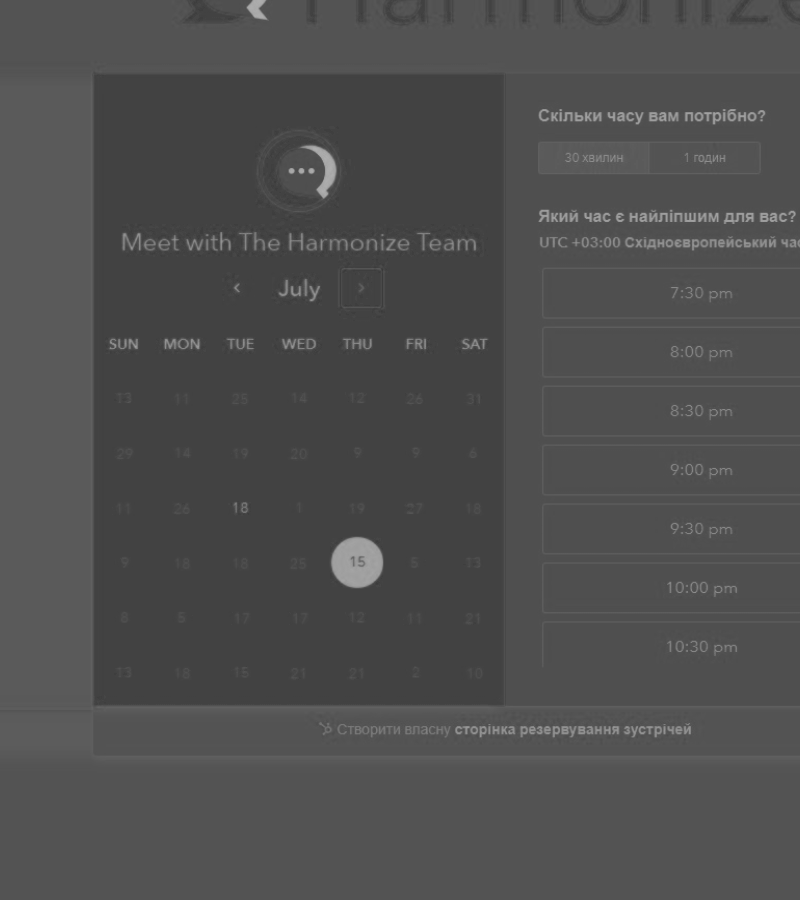 Harmonize
Meet with The Harmonize Team
July
SUN MON TUE WED THU FRI SAT
13 11 25 14 12 26 31
29 14 19 20 9 9 6
11 26 18 1 19 27 18
9 18 18 25 15 5 13
8 5 17 17 12 11 21
13 18 15 21 21 2 10
Скільки часу вам потрібно?
30 хвилин 1 годин
Який час є найліпшим для вас?
UTC +03:00 Східноєвропейський час
7:30 pm
8:00 pm
8:30 pm
9:00 pm
9:30 pm
10:00 pm
10:30 pm
Створити власну сторінка резервування зустрічей